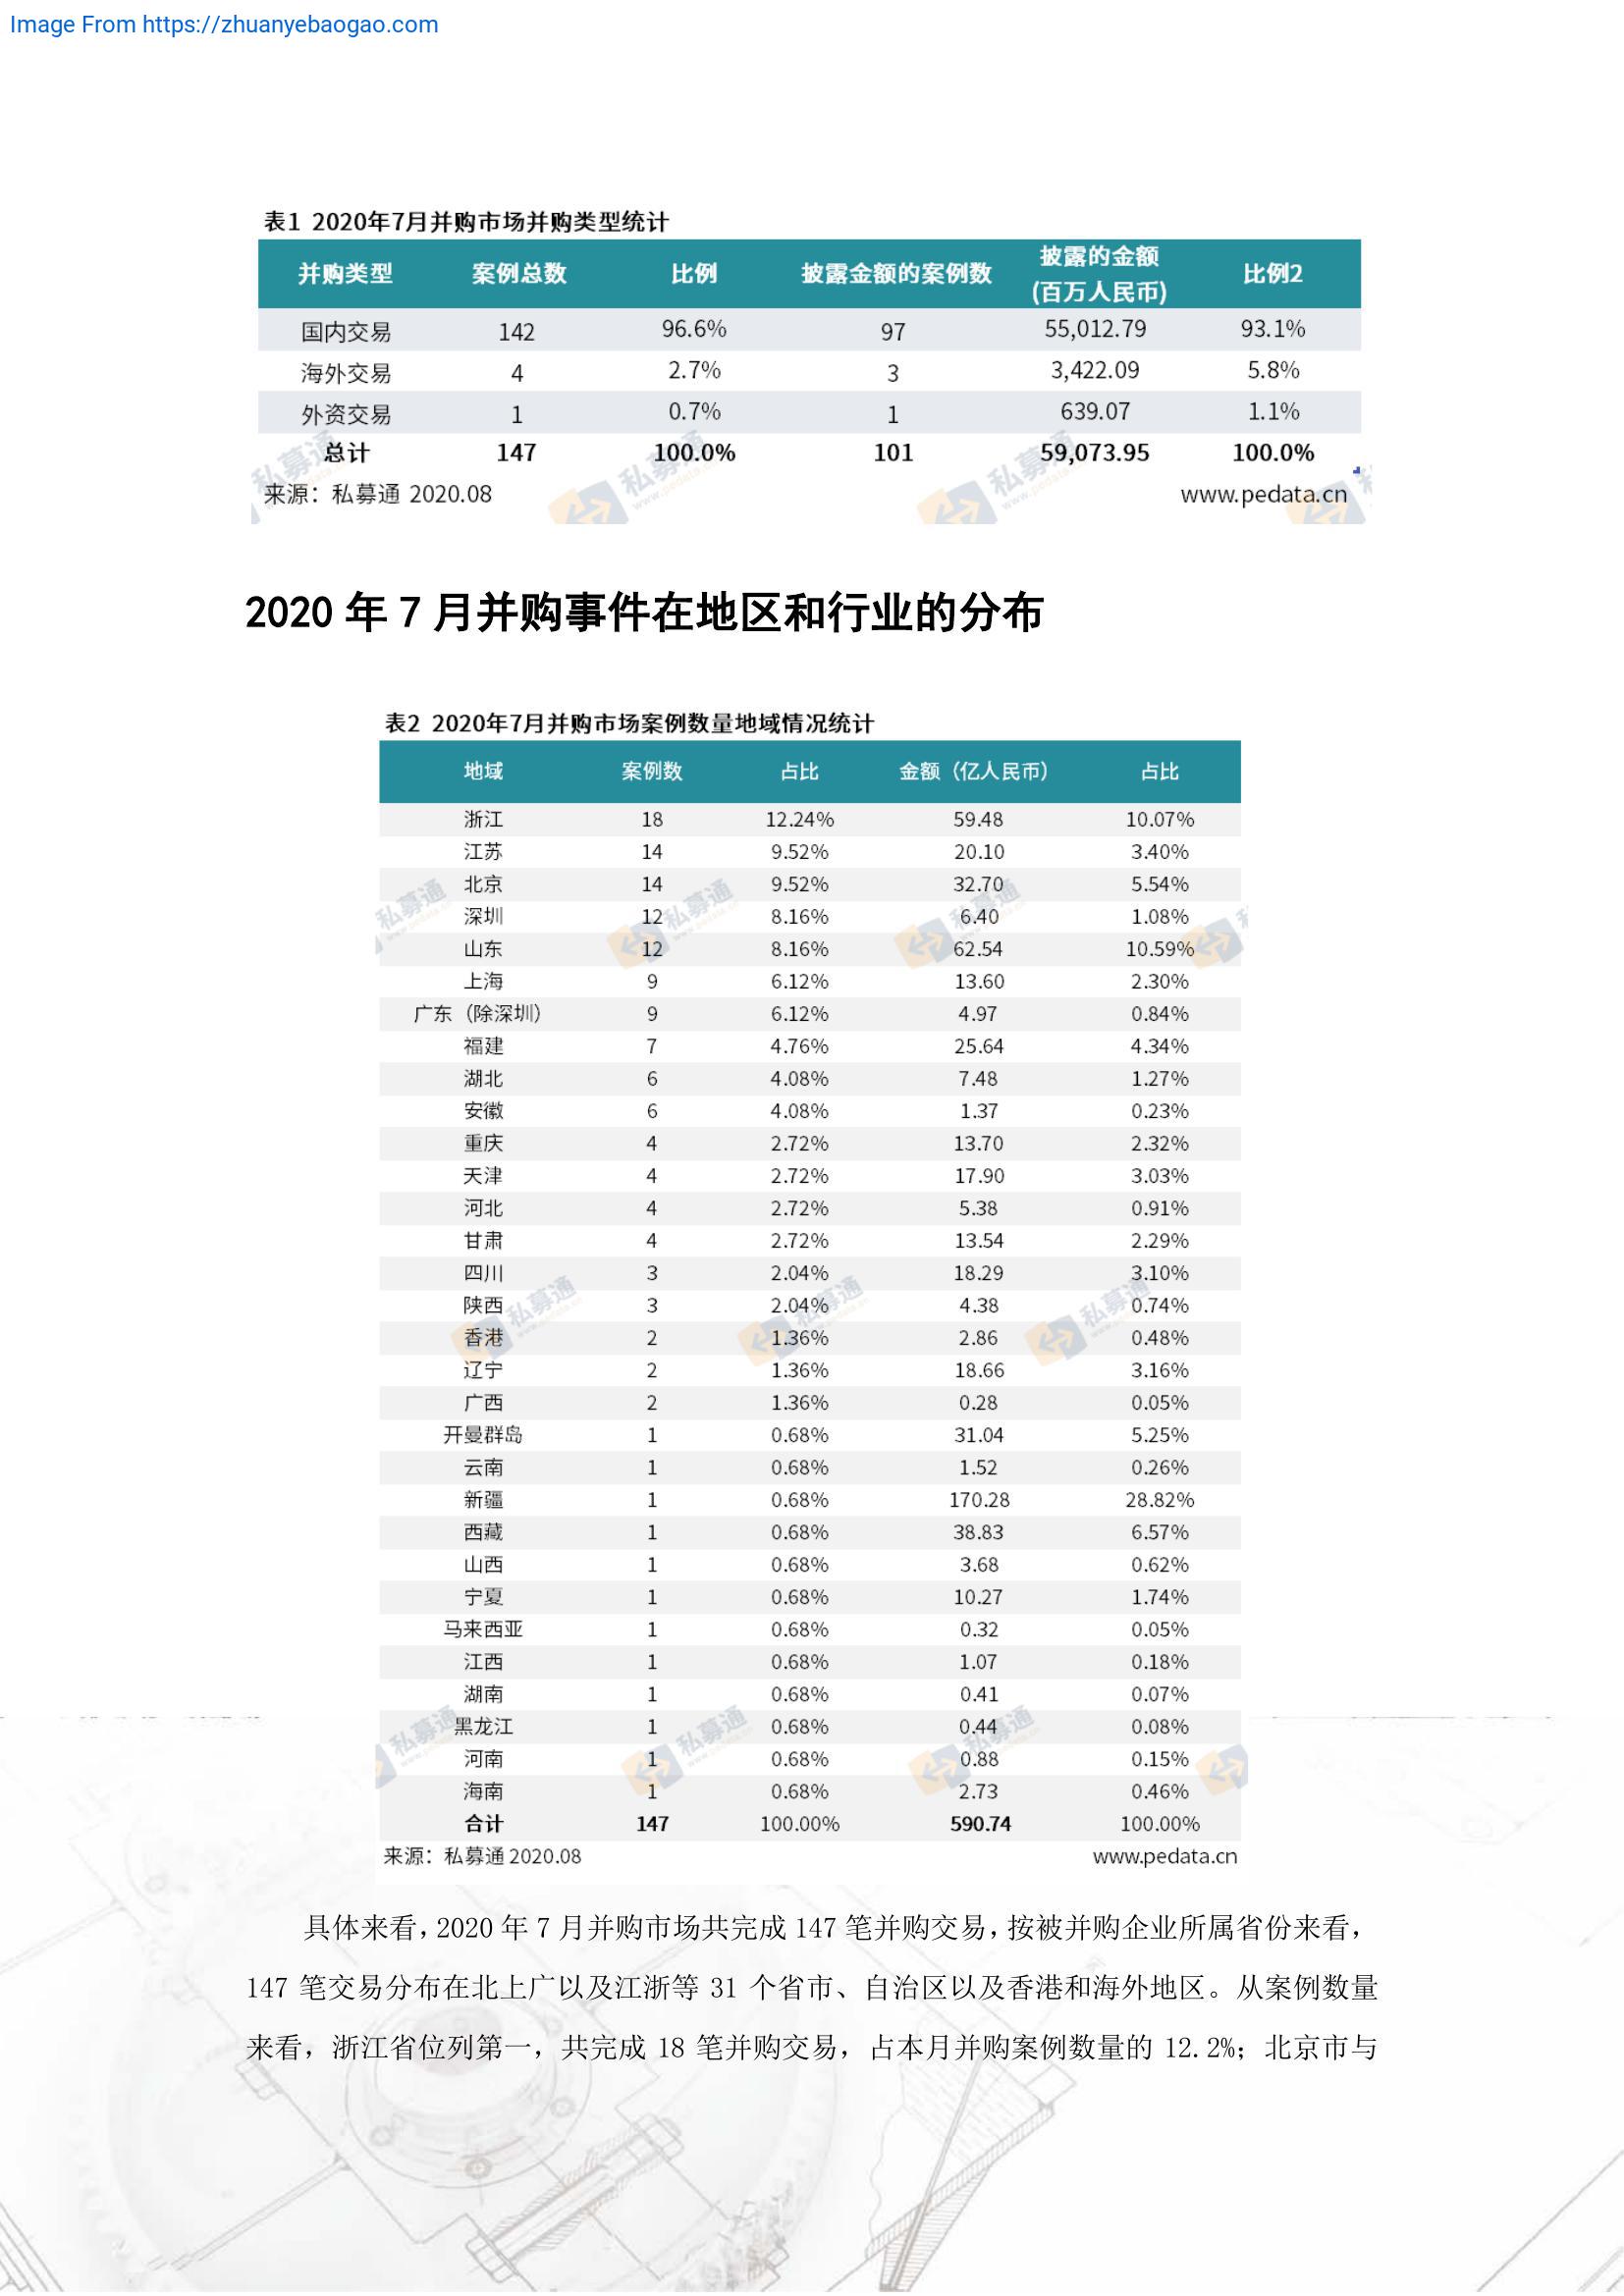 Image From https://zhuanyebaogao.com
表1 2020年7月并购市场并购类型统计
并购类型 案例总数 比例 披露金额的案例数 披露的金额(百万人民币) 比例2
国内交易 142 96.6% 97 55,012.79 93.1%
海外交易 4 2.7% 3 3,422.09 5.8%
外资交易 1 0.7% 1 639.07 1.1%
总计 147 100.0% 101 59,073.95 100.0%
来源：私募通 2020.08 www.pedata.cn
2020 年 7 月并购事件在地区和行业的分布
表2 2020年7月并购市场案例数量地域情况统计
地域 案例数 占比 金额（亿人民币） 占比
浙江 18 12.24% 59.48 10.07%
江苏 14 9.52% 20.10 3.40%
北京 14 9.52% 32.70 5.54%
深圳 12 8.16% 6.40 1.08%
山东 12 8.16% 62.54 10.59%
上海 9 6.12% 13.60 2.30%
广东（除深圳） 9 6.12% 4.97 0.84%
福建 7 4.76% 25.64 4.34%
湖北 6 4.08% 7.48 1.27%
安徽 6 4.08% 1.37 0.23%
重庆 4 2.72% 13.70 2.32%
天津 4 2.72% 17.90 3.03%
河北 4 2.72% 5.38 0.91%
甘肃 4 2.72% 13.54 2.29%
四川 3 2.04% 18.29 3.10%
陕西 3 2.04% 4.38 0.74%
香港 2 1.36% 2.86 0.48%
辽宁 2 1.36% 18.66 3.16%
广西 2 1.36% 0.28 0.05%
开曼群岛 1 0.68% 31.04 5.25%
云南 1 0.68% 1.52 0.26%
新疆 1 0.68% 170.28 28.82%
西藏 1 0.68% 38.83 6.57%
山西 1 0.68% 3.68 0.62%
宁夏 1 0.68% 10.27 1.74%
马来西亚 1 0.68% 0.32 0.05%
江西 1 0.68% 1.07 0.18%
湖南 1 0.68% 0.41 0.07%
黑龙江 1 0.68% 0.44 0.08%
河南 1 0.68% 0.88 0.15%
海南 1 0.68% 2.73 0.46%
合计 147 100.00% 590.74 100.00%
来源：私募通 2020.08 www.pedata.cn
具体来看，2020 年 7 月并购市场共完成 147 笔并购交易，按被并购企业所属省份来看，
147 笔交易分布在北上广以及江浙等 31 个省市、自治区以及香港和海外地区。从案例数量
来看，浙江省位列第一，共完成 18 笔并购交易，占本月并购案例数量的 12.2%；北京市与